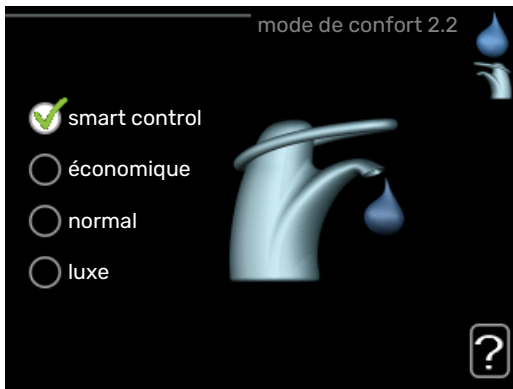 mode de confort 2.2
smart control
économique
normal
luxe
?